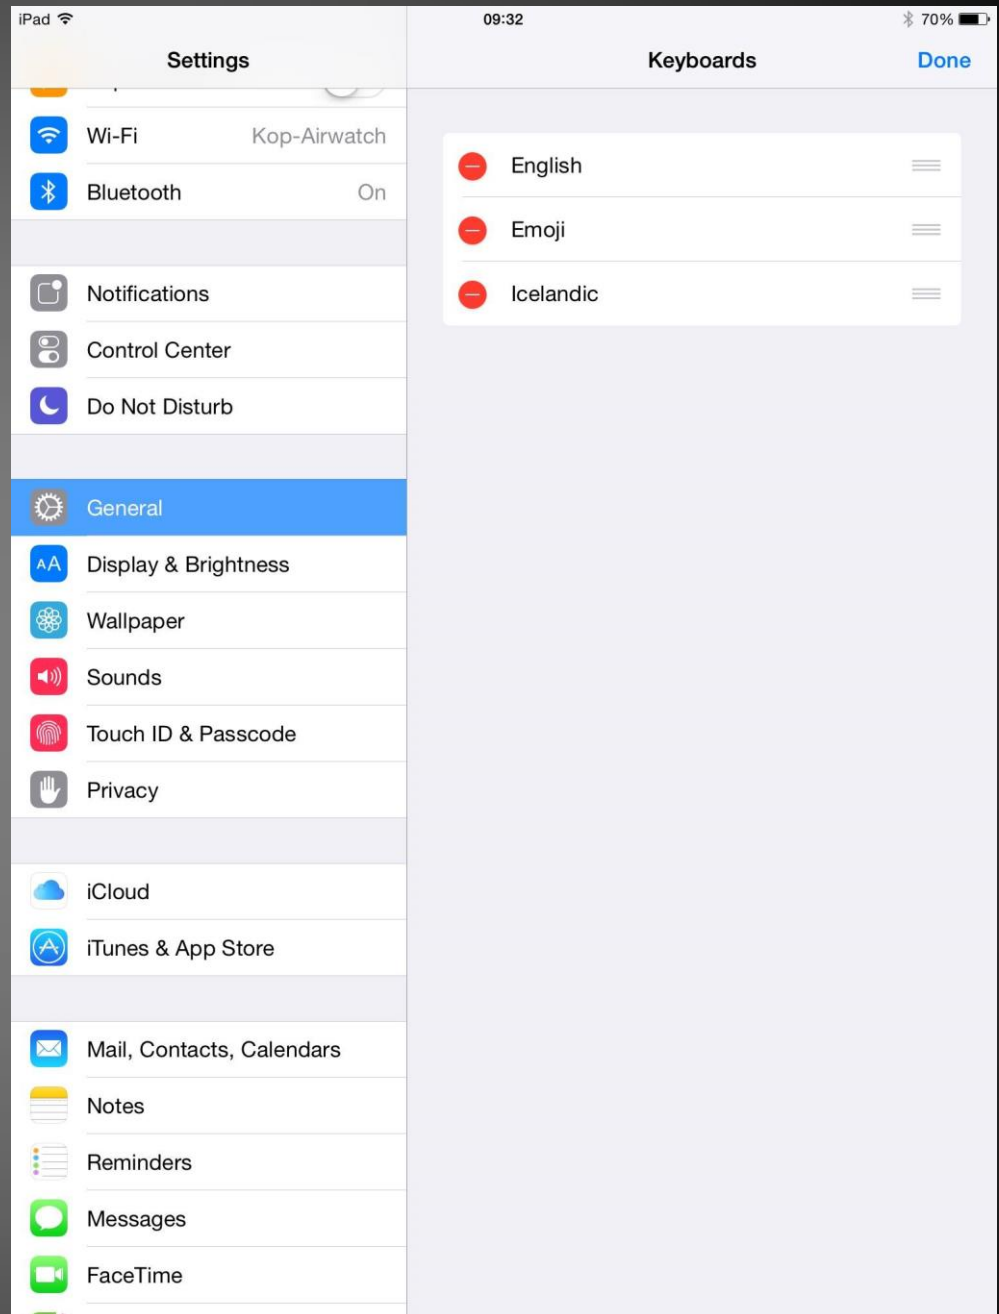 iPad 09:32 70%
Settings
Keyboards Done
Wi-Fi Kop-Airwatch
Bluetooth On
Notifications
Control Center
Do Not Disturb
General
AA Display & Brightness
Wallpaper
Sounds
Touch ID & Passcode
Privacy
iCloud
iTunes & App Store
Mail, Contacts, Calendars
Notes
Reminders
Messages
FaceTime
English
Emoji
Icelandic